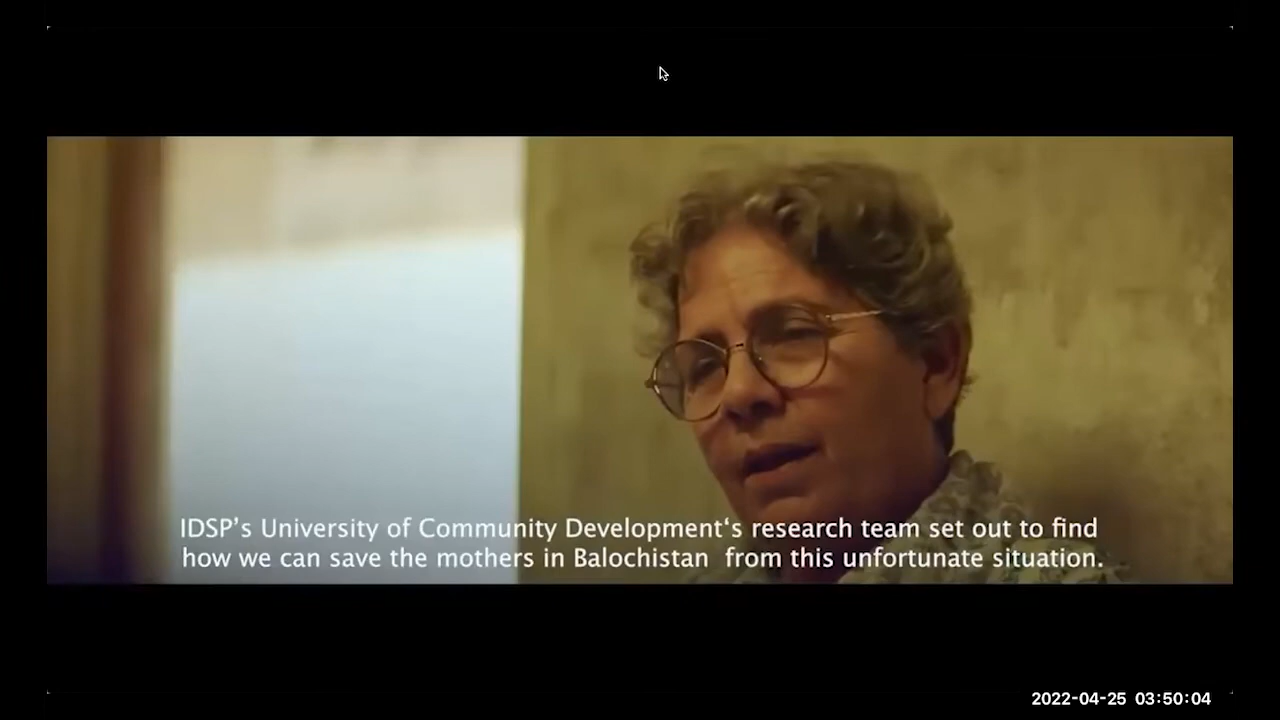 IDSP’s University of Community Development‘s research team set out to find
how we can save the mothers in Balochistan  from this unfortunate situation.
2022-04-25 03:50:04